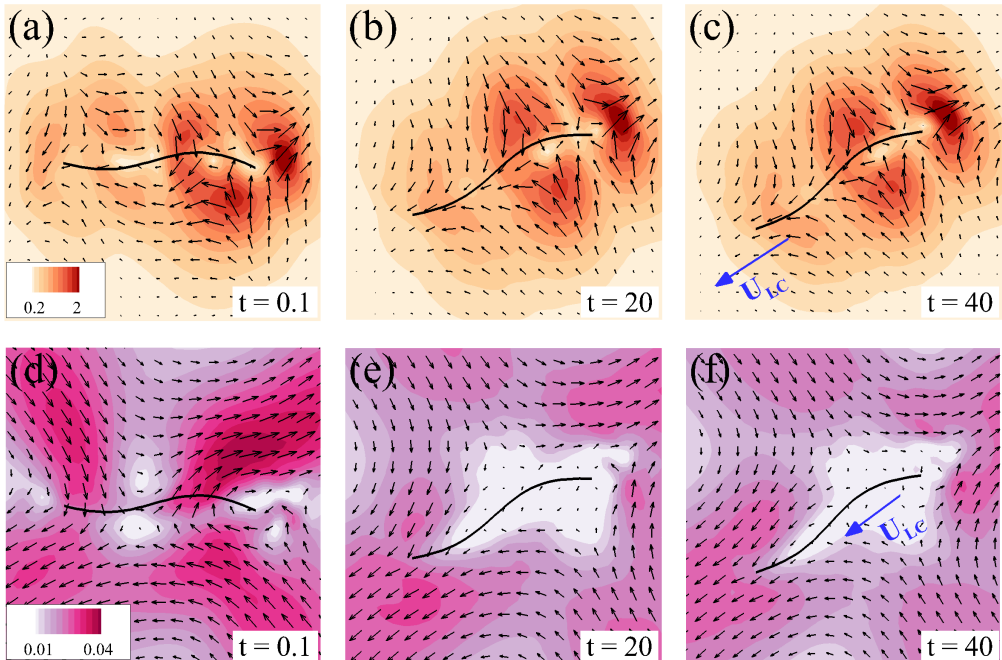 (a) (b) (c)
0.2 2
t = 0.1 t = 20 t = 40
U_LC
(d) (e) (f)
U_LC
0.01 0.04
t = 0.1 t = 20 t = 40